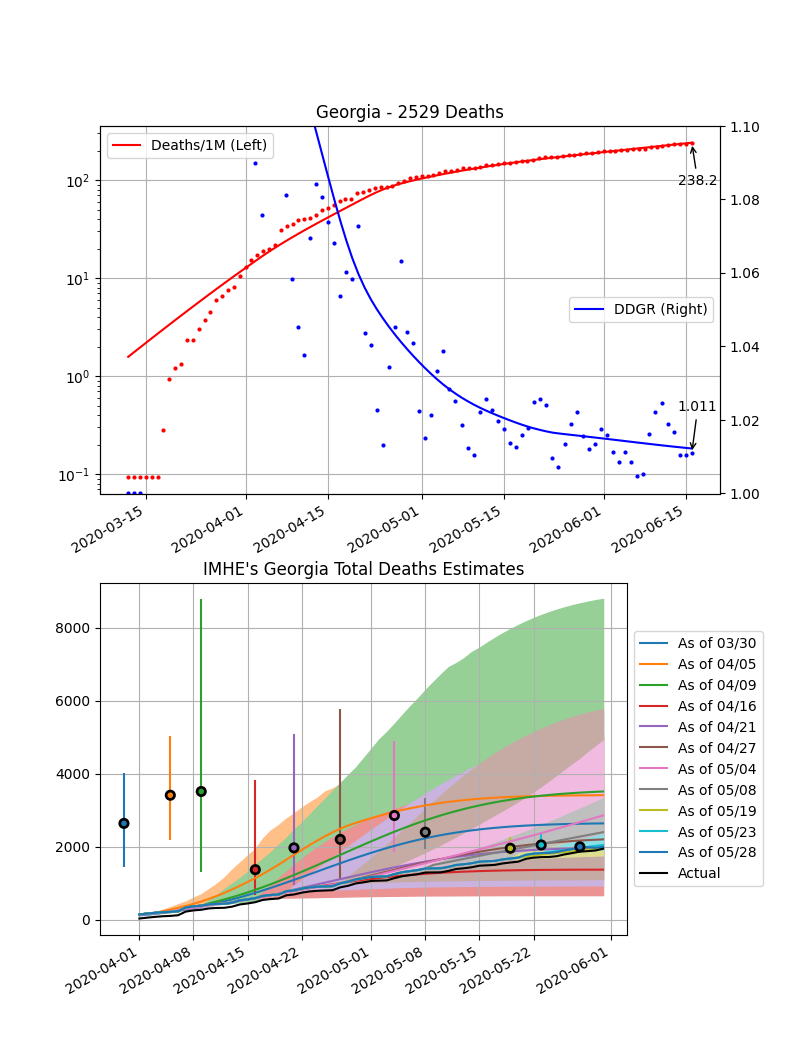 Georgia - 2529 Deaths
Deaths/1M (Left)
DDGR (Right)
238.2
1.011
10²
10¹
10⁰
10⁻¹
1.10
1.08
1.06
1.04
1.02
1.00
2020-03-15
2020-04-01
2020-04-15
2020-05-01
2020-05-15
2020-06-01
2020-06-15
IMHE's Georgia Total Deaths Estimates
8000
6000
4000
2000
0
2020-04-01
2020-04-08
2020-04-15
2020-04-22
2020-05-01
2020-05-08
2020-05-15
2020-05-22
2020-06-01
As of 03/30
As of 04/05
As of 04/09
As of 04/16
As of 04/21
As of 04/27
As of 05/04
As of 05/08
As of 05/19
As of 05/23
As of 05/28
Actual